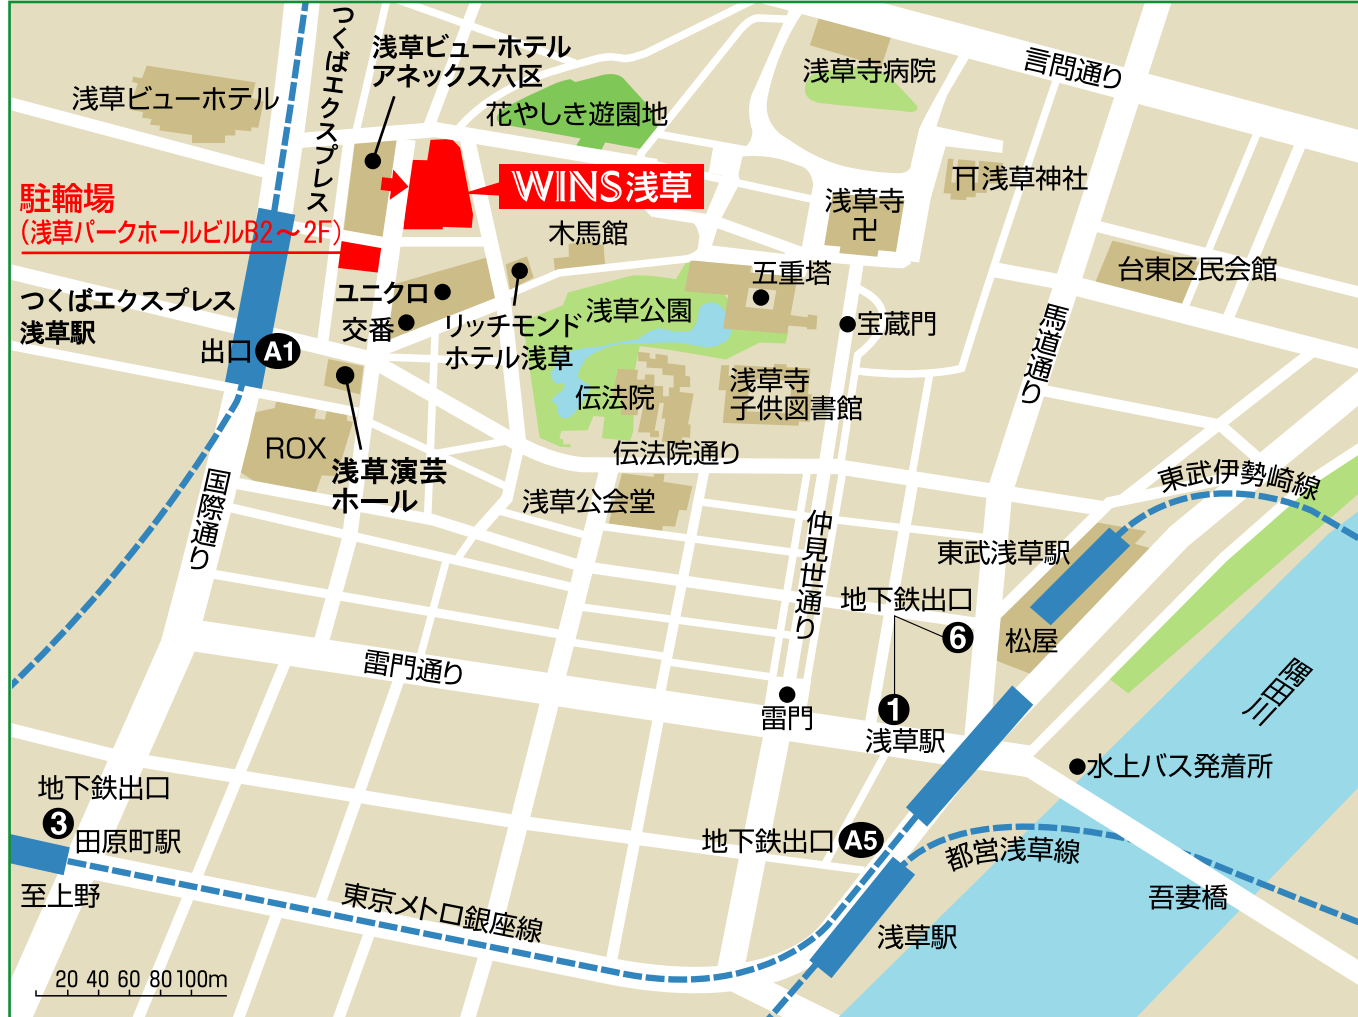 つくばエクスプレス
浅草ビューホテル
アネックス六区
浅草ビューホテル
花やしき遊園地
浅草寺病院
言問通り
WINS浅草
駐輪場
（浅草パークホールビルB2〜2F）
木馬館
浅草寺
卍
浅草神社
台東区民会館
つくばエクスプレス
浅草駅
出口 A1
ユニクロ
交番
リッチモンド
ホテル浅草
浅草公園
五重塔
宝蔵門
馬道通り
伝法院
浅草寺
子供図書館
ROX
浅草演芸
ホール
伝法院通り
浅草公会堂
国際通り
仲見世通り
東武伊勢崎線
東武浅草駅
地下鉄出口
6
1
浅草駅
松屋
雷門通り
雷門
隅田川
水上バス発着所
地下鉄出口
3
田原町駅
至上野
地下鉄出口 A5
都営浅草線
吾妻橋
東京メトロ銀座線
浅草駅
20 40 60 80 100m